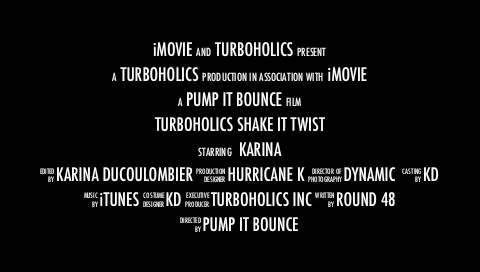 iMOVIE AND TURBOHOLICS PRESENT
A TURBOHOLICS PRODUCTION IN ASSOCIATION WITH iMOVIE
A PUMP IT BOUNCE FILM
TURBOHOLICS SHAKE IT TWIST
STARRING KARINA
EDITED BY KARINA DUCOULOMBIER PRODUCTION DESIGNER HURRICANE K DIRECTOR OF PHOTOGRAPHY DYNAMIC CASTING BY KD
MUSIC BY iTUNES COSTUME DESIGNER KD EXECUTIVE PRODUCER TURBOHOLICS INC WRITTEN BY ROUND 48
DIRECTED BY PUMP IT BOUNCE